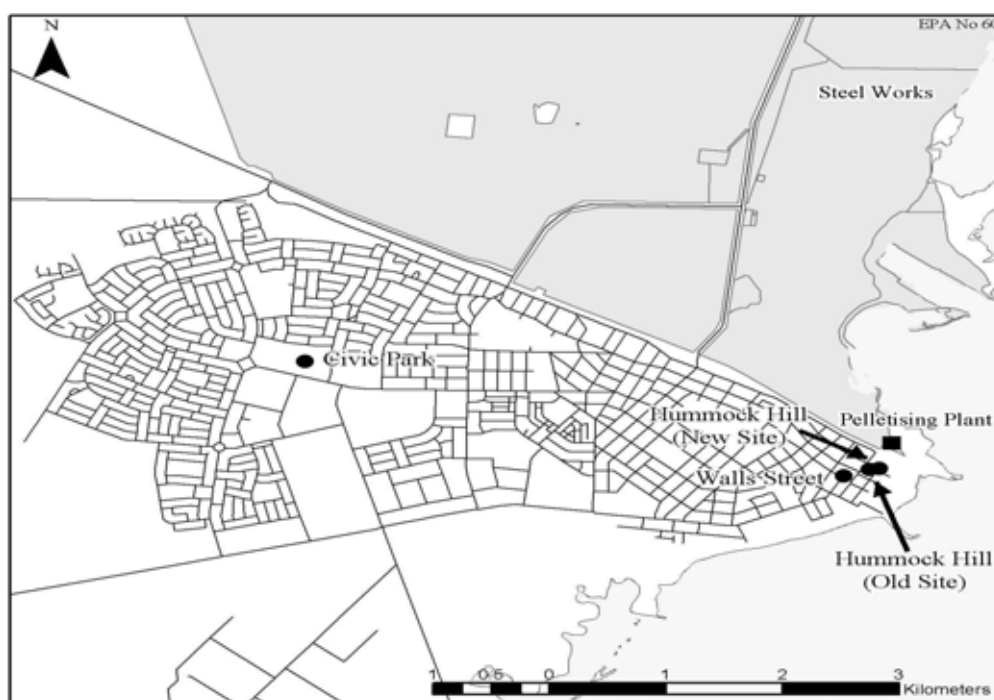 N
EPA No 60
Steel Works
Civic Park
Hummock Hill
(New Site)
Pelletising Plant
Walls Street
Hummock Hill
(Old Site)
1 0.5 0 1 2 3
Kilometers